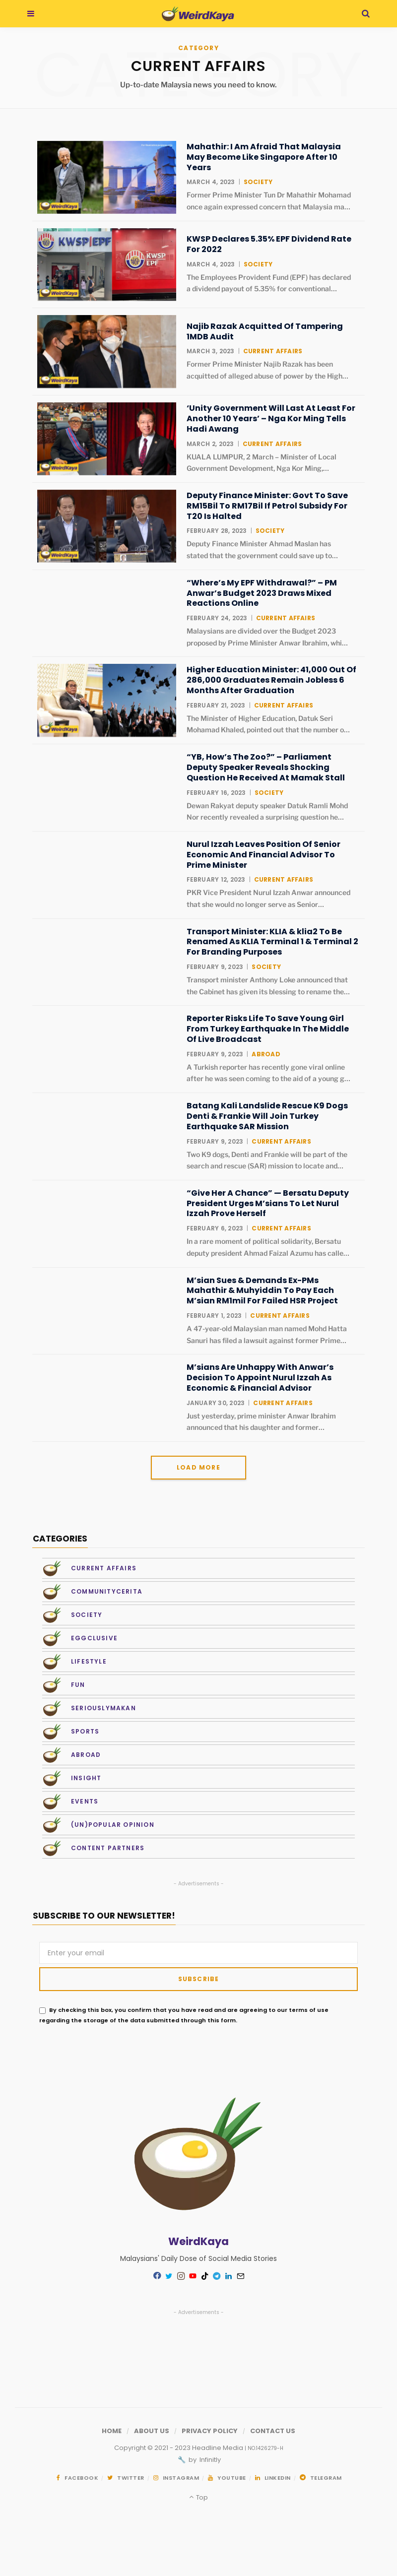 WeirdKaya
CATEGORY
CATEGORY
CURRENT AFFAIRS
Up-to-date Malaysia news you need to know.
Mahathir: I Am Afraid That Malaysia
May Become Like Singapore After 10
Years
MARCH 4, 2023 | SOCIETY
Former Prime Minister Tun Dr Mahathir Mohamad
once again expressed concern that Malaysia ma...
WeirdKaya
KWSP Declares 5.35% EPF Dividend Rate
For 2022
MARCH 4, 2023 | SOCIETY
The Employees Provident Fund (EPF) has declared
a dividend payout of 5.35% for conventional...
KWSP EPF
KWSP
EPF
WeirdKaya
Najib Razak Acquitted Of Tampering
1MDB Audit
MARCH 3, 2023 | CURRENT AFFAIRS
Former Prime Minister Najib Razak has been
acquitted of alleged abuse of power by the High...
WeirdKaya
‘Unity Government Will Last At Least For
Another 10 Years’ – Nga Kor Ming Tells
Hadi Awang
MARCH 2, 2023 | CURRENT AFFAIRS
KUALA LUMPUR, 2 March – Minister of Local
Government Development, Nga Kor Ming,...
WeirdKaya
Deputy Finance Minister: Govt To Save
RM15Bil To RM17Bil If Petrol Subsidy For
T20 Is Halted
FEBRUARY 28, 2023 | SOCIETY
Deputy Finance Minister Ahmad Maslan has
stated that the government could save up to...
WeirdKaya
“Where’s My EPF Withdrawal?” – PM
Anwar’s Budget 2023 Draws Mixed
Reactions Online
FEBRUARY 24, 2023 | CURRENT AFFAIRS
Malaysians are divided over the Budget 2023
proposed by Prime Minister Anwar Ibrahim, whi...
Higher Education Minister: 41,000 Out Of
286,000 Graduates Remain Jobless 6
Months After Graduation
FEBRUARY 21, 2023 | CURRENT AFFAIRS
The Minister of Higher Education, Datuk Seri
Mohamad Khaled, pointed out that the number o...
WeirdKaya
“YB, How’s The Zoo?” – Parliament
Deputy Speaker Reveals Shocking
Question He Received At Mamak Stall
FEBRUARY 16, 2023 | SOCIETY
Dewan Rakyat deputy speaker Datuk Ramli Mohd
Nor recently revealed a surprising question he...
Nurul Izzah Leaves Position Of Senior
Economic And Financial Advisor To
Prime Minister
FEBRUARY 12, 2023 | CURRENT AFFAIRS
PKR Vice President Nurul Izzah Anwar announced
that she would no longer serve as Senior...
Transport Minister: KLIA & klia2 To Be
Renamed As KLIA Terminal 1 & Terminal 2
For Branding Purposes
FEBRUARY 9, 2023 | SOCIETY
Transport minister Anthony Loke announced that
the Cabinet has given its blessing to rename the...
Reporter Risks Life To Save Young Girl
From Turkey Earthquake In The Middle
Of Live Broadcast
FEBRUARY 9, 2023 | ABROAD
A Turkish reporter has recently gone viral online
after he was seen coming to the aid of a young g...
Batang Kali Landslide Rescue K9 Dogs
Denti & Frankie Will Join Turkey
Earthquake SAR Mission
FEBRUARY 9, 2023 | CURRENT AFFAIRS
Two K9 dogs, Denti and Frankie will be part of the
search and rescue (SAR) mission to locate and...
“Give Her A Chance” — Bersatu Deputy
President Urges M’sians To Let Nurul
Izzah Prove Herself
FEBRUARY 6, 2023 | CURRENT AFFAIRS
In a rare moment of political solidarity, Bersatu
deputy president Ahmad Faizal Azumu has calle...
M’sian Sues & Demands Ex-PMs
Mahathir & Muhyiddin To Pay Each
M’sian RM1mil For Failed HSR Project
FEBRUARY 1, 2023 | CURRENT AFFAIRS
A 47-year-old Malaysian man named Mohd Hatta
Sanuri has filed a lawsuit against former Prime...
M’sians Are Unhappy With Anwar’s
Decision To Appoint Nurul Izzah As
Economic & Financial Advisor
JANUARY 30, 2023 | CURRENT AFFAIRS
Just yesterday, prime minister Anwar Ibrahim
announced that his daughter and former...
LOAD MORE
CATEGORIES
CURRENT AFFAIRS
COMMUNITYCERITA
SOCIETY
EGGCLUSIVE
LIFESTYLE
FUN
SERIOUSLYMAKAN
SPORTS
ABROAD
INSIGHT
EVENTS
(UN)POPULAR OPINION
CONTENT PARTNERS
- Advertisements -
SUBSCRIBE TO OUR NEWSLETTER!
Enter your email
SUBSCRIBE
By checking this box, you confirm that you have read and are agreeing to our terms of use
regarding the storage of the data submitted through this form.
WeirdKaya
Malaysians' Daily Dose of Social Media Stories
- Advertisements -
HOME / ABOUT US / PRIVACY POLICY / CONTACT US
Copyright © 2021 - 2023 Headline Media | NO.1426279-H
by Infinitly
FACEBOOK / TWITTER / INSTAGRAM / YOUTUBE / LINKEDIN / TELEGRAM
Top